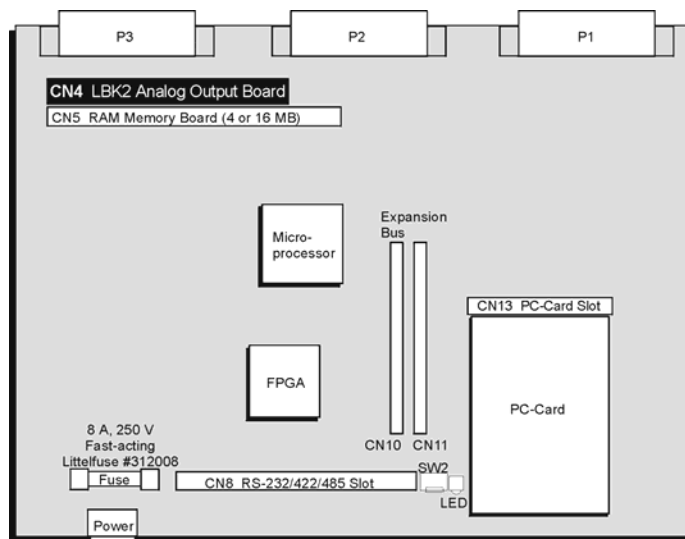 P3
P2
P1
CN4 LBK2 Analog Output Board
CN5 RAM Memory Board (4 or 16 MB)
Micro-
processor
Expansion
Bus
CN13 PC-Card Slot
FPGA
PC-Card
8 A, 250 V
Fast-acting
Littelfuse #312008
Fuse
CN10
CN11
CN8 RS-232/422/485 Slot
SW2
LED
Power